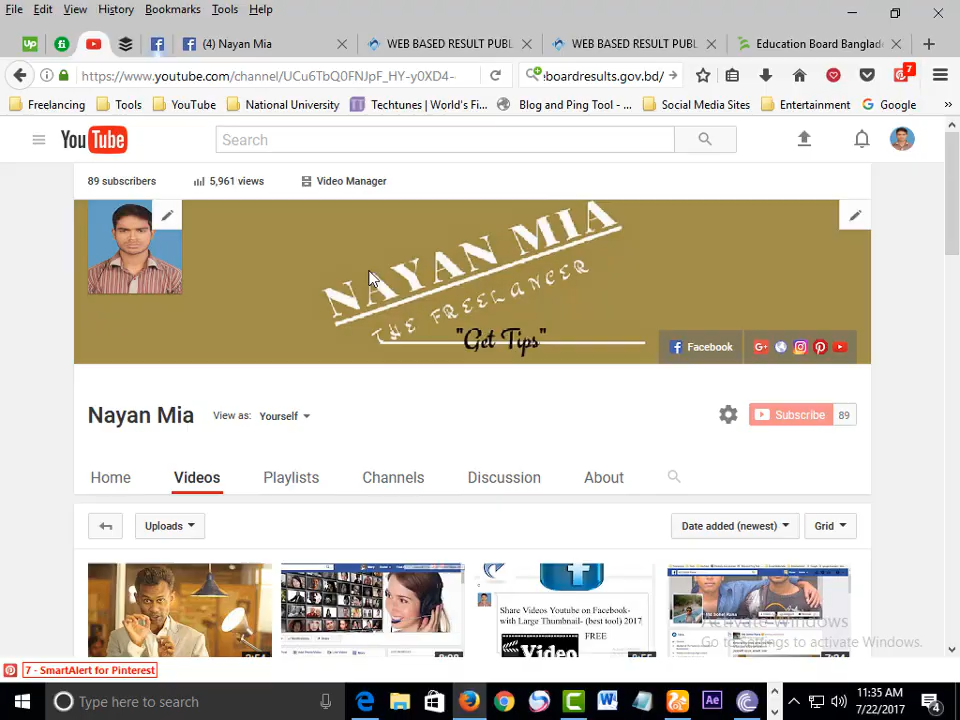 File Edit View History Bookmarks Tools Help
(4) Nayan Mia
WEB BASED RESULT PUBL
WEB BASED RESULT PUBL
Education Board Banglad
https://www.youtube.com/channel/UCu6TbQ0FNJpF_HY-y0XD4-
:boardresults.gov.bd/
7
Freelancing Tools YouTube National University Techtunes | World's Fi... Blog and Ping Tool - ... Social Media Sites Entertainment Google
YouTube
Search
89 subscribers 5,961 views Video Manager
NAYAN MIA
THE FREELANCER
"Get Tips"
Facebook
Nayan Mia View as: Yourself
Subscribe 89
Home Videos Playlists Channels Discussion About
Uploads
Date added (newest) Grid
Share Videos Youtube on Facebook-
with Large Thumbnail- (best tool) 2017
FREE
Video
Activate Windows
Go to Settings to activate Windows.
7 - SmartAlert for Pinterest
Type here to search
11:35 AM
7/22/2017
4